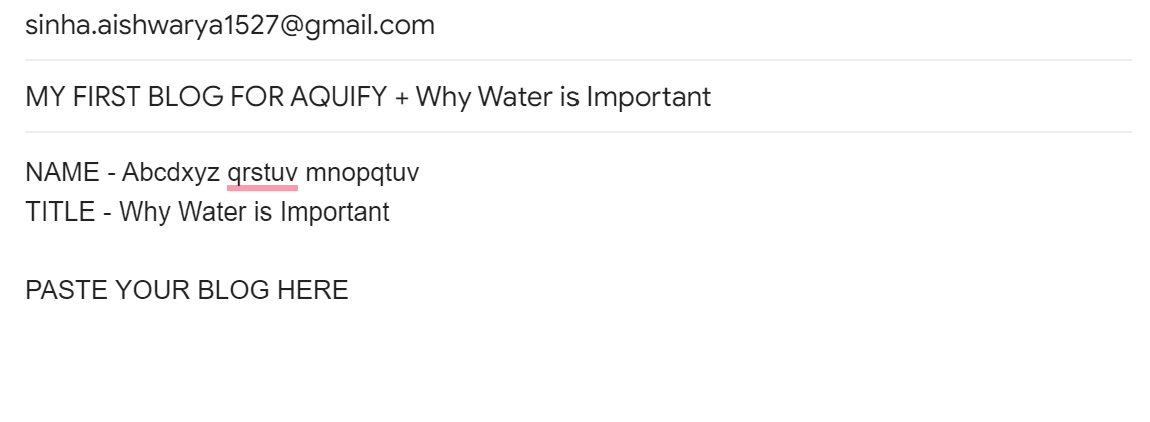 sinha.aishwarya1527@gmail.com
MY FIRST BLOG FOR AQUIFY + Why Water is Important
NAME - Abcdxyz qrstuv mnopqtuv
TITLE - Why Water is Important
PASTE YOUR BLOG HERE